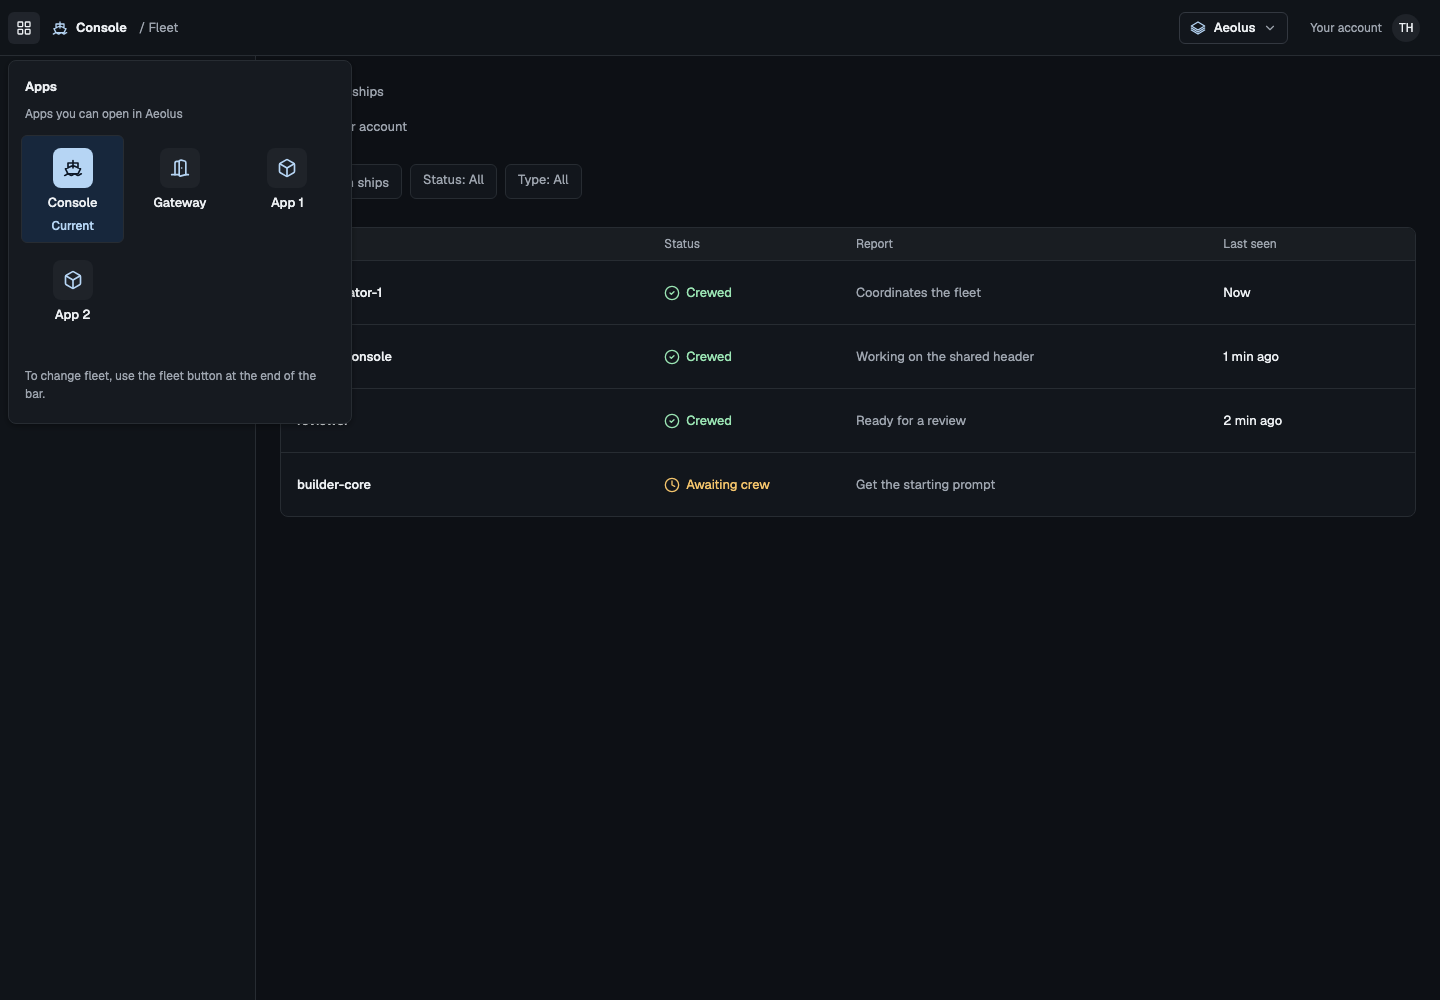 Console / Fleet
Aeolus
Your account
TH
Apps
Apps you can open in Aeolus
Console
Current
Gateway
App 1
App 2
To change fleet, use the fleet button at the end of the
bar.
ships
account
ships
Status: All
Type: All
Status
Report
Last seen
Crewed
Coordinates the fleet
Now
Crewed
Working on the shared header
1 min ago
Crewed
Ready for a review
2 min ago
builder-core
Awaiting crew
Get the starting prompt